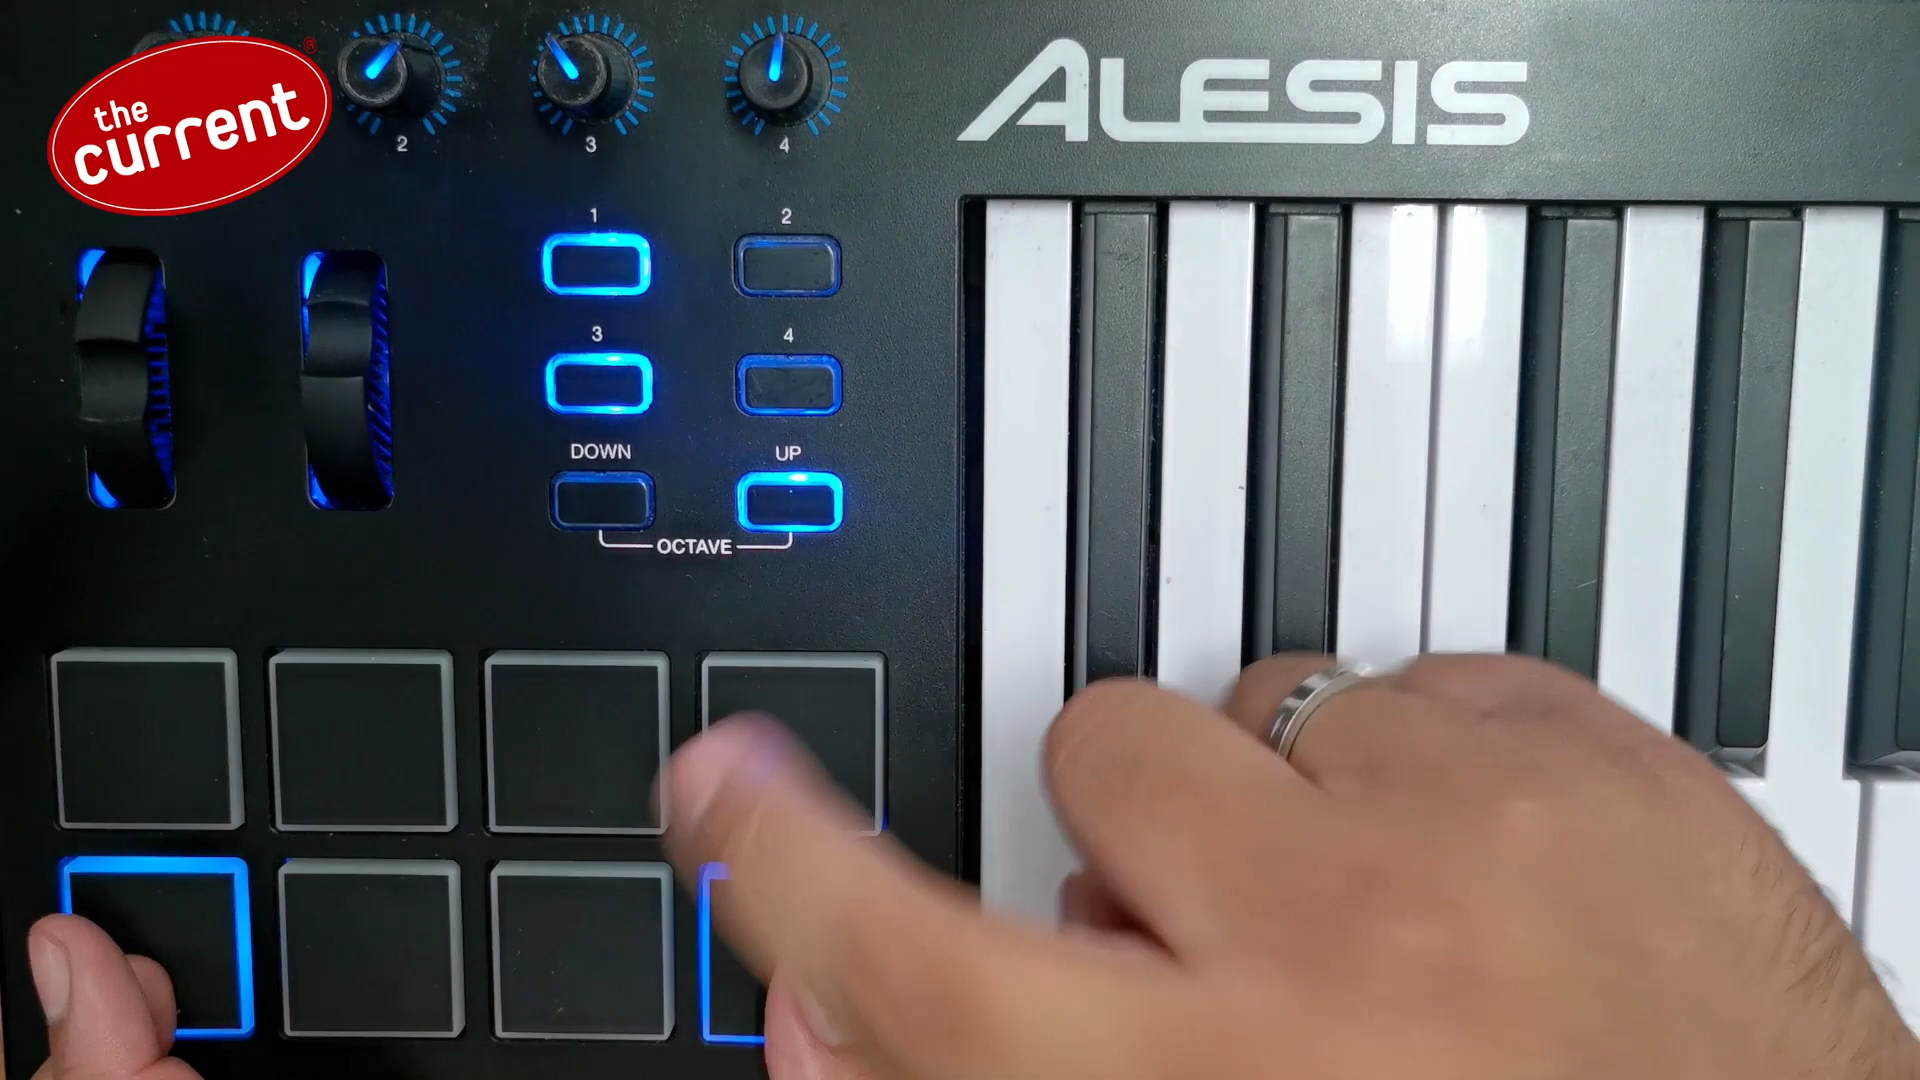 the
current
®
ALESIS
2 3 4
1 2
3 4
DOWN UP
OCTAVE